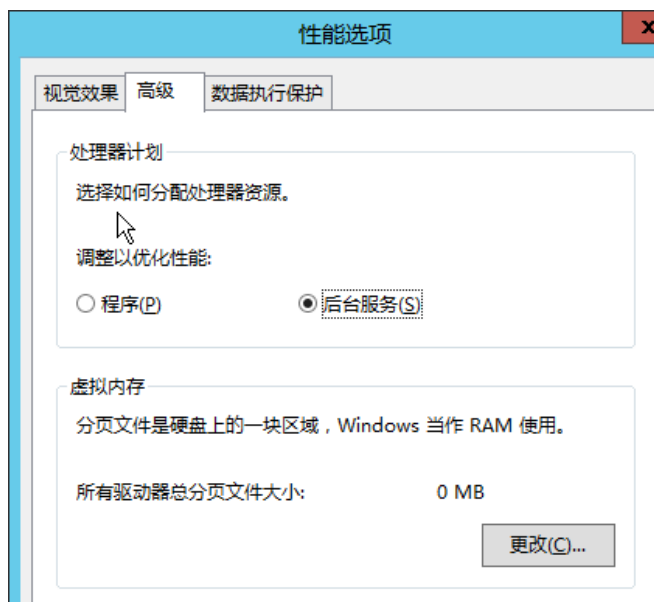 性能选项
视觉效果 高级 数据执行保护
处理器计划
选择如何分配处理器资源。
调整以优化性能:
程序(P) 后台服务(S)
虚拟内存
分页文件是硬盘上的一块区域，Windows 当作 RAM 使用。
所有驱动器总分页文件大小: 0 MB
更改(C)...